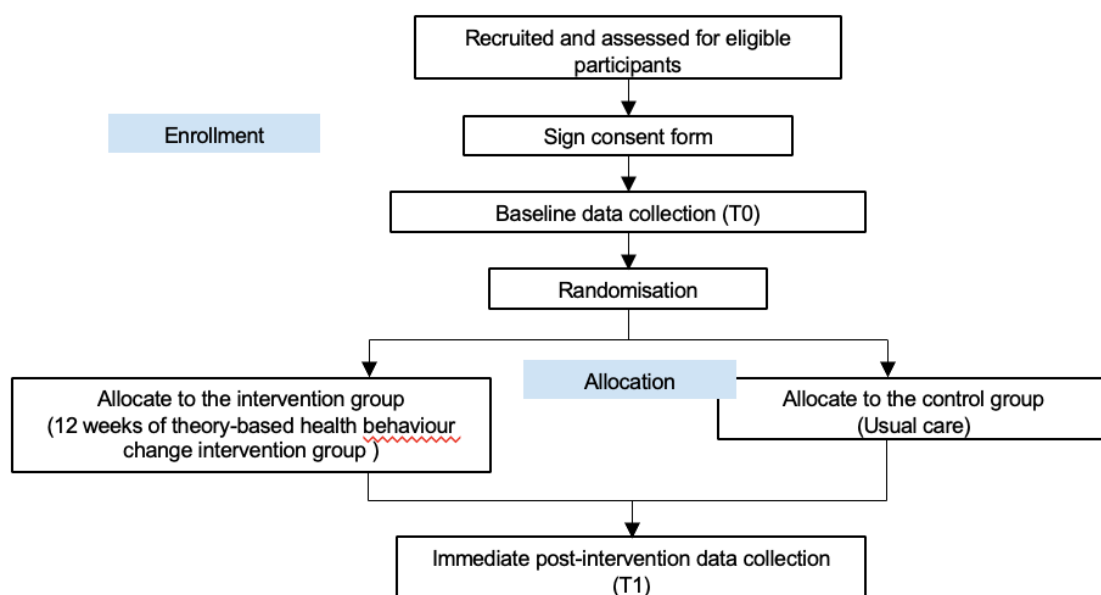 Recruited and assessed for eligible
participants
Enrollment
Sign consent form
Baseline data collection (T0)
Randomisation
Allocation
Allocate to the intervention group
(12 weeks of theory-based health behaviour
change intervention group )
Allocate to the control group
(Usual care)
Immediate post-intervention data collection
(T1)